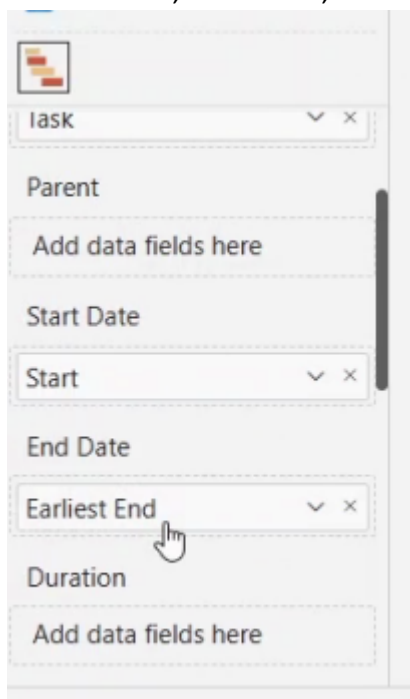 Task
Parent
Add data fields here
Start Date
Start
End Date
Earliest End
Duration
Add data fields here